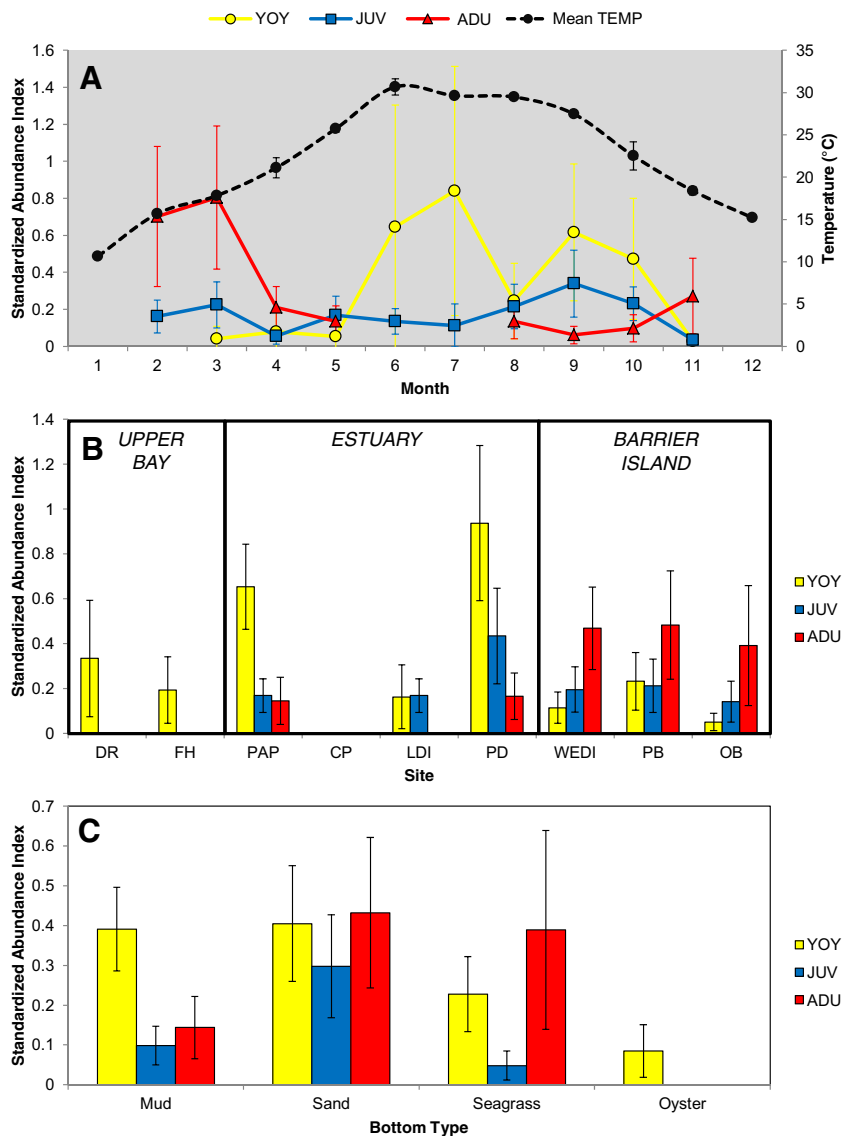 YOY JUV ADU Mean TEMP
A
Standardized Abundance Index
1.6
1.4
1.2
1
0.8
0.6
0.4
0.2
0
35
30
25
20
15
10
5
0
Temperature (°C)
1 2 3 4 5 6 7 8 9 10 11 12
Month
B
Standardized Abundance Index
1.4
1.2
1
0.8
0.6
0.4
0.2
0
UPPER
BAY
ESTUARY
BARRIER
ISLAND
YOY
JUV
ADU
DR FH PAP CP LDI PD WEDI PB OB
Site
C
Standardized Abundance Index
0.7
0.6
0.5
0.4
0.3
0.2
0.1
0
YOY
JUV
ADU
Mud Sand Seagrass Oyster
Bottom Type